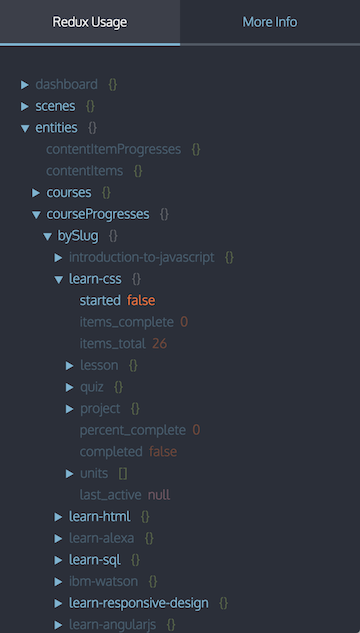 Redux Usage More Info
dashboard {}
scenes {}
entities {}
contentItemProgresses {}
contentItems {}
courses {}
courseProgresses {}
bySlug {}
introduction-to-javascript {}
learn-css {}
started false
items_complete 0
items_total 26
lesson {}
quiz {}
project {}
percent_complete 0
completed false
units []
last_active null
learn-html {}
learn-alexa {}
learn-sql {}
ibm-watson {}
learn-responsive-design {}
learn-angularjs {}